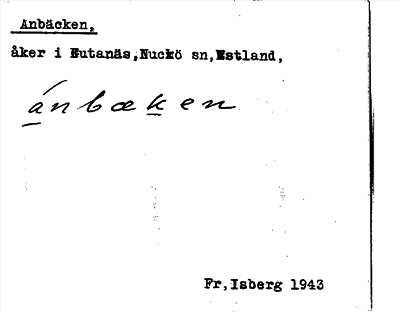 Anbäcken,
åker i Hutanäs,Nuckö sn,Estland,
ánbæken
Fr,Isberg 1943